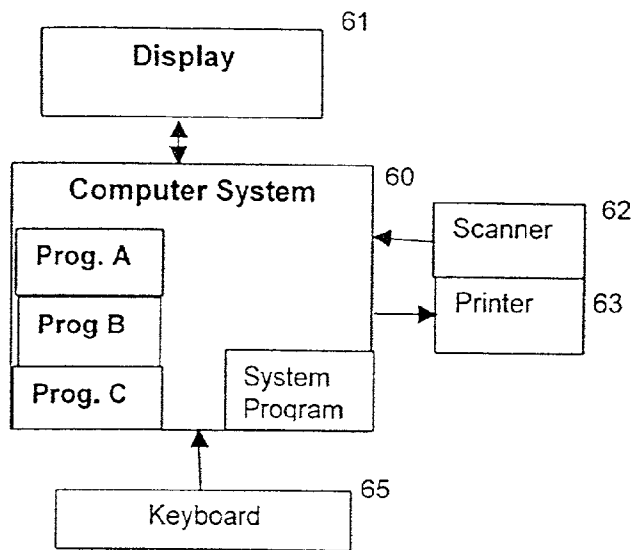 61
Display
Computer System
60
Prog. A
Prog B
Prog. C
System
Program
62
Scanner
Printer
63
65
Keyboard